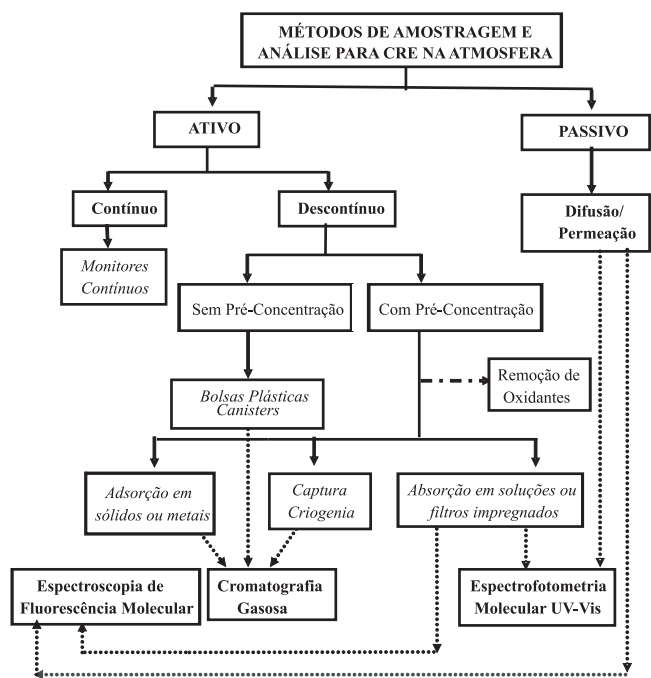 MÉTODOS DE AMOSTRAGEM E
ANÁLISE PARA CRE NA ATMOSFERA
ATIVO
PASSIVO
Contínuo
Descontínuo
Difusão/
Permeação
Monitores
Contínuos
Sem Pré-Concentração
Com Pré-Concentração
Remoção de
Oxidantes
Bolsas Plásticas
Canisters
Adsorção em
sólidos ou metais
Captura
Criogenia
Absorção em soluções ou
filtros impregnados
Espectroscopia de
Fluorescência Molecular
Cromatografia
Gasosa
Espectrofotometria
Molecular UV-Vis